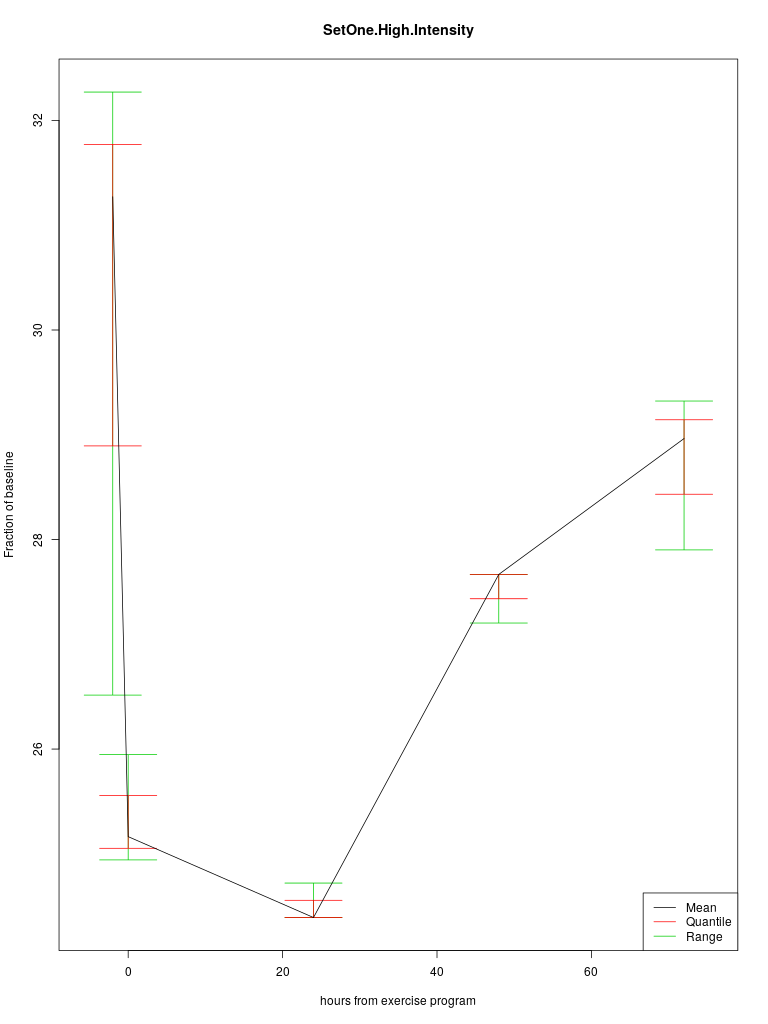 SetOne.High.Intensity
32
30
28
26
Fraction of baseline
0 20 40 60
hours from exercise program
Mean
Quantile
Range